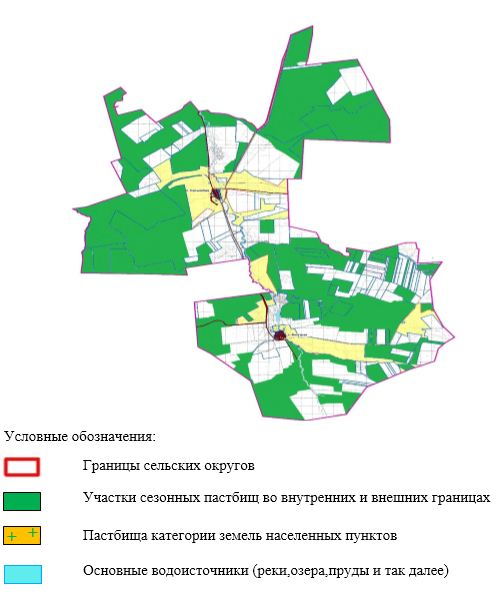 Условные обозначения:
Границы сельских округов
Участки сезонных пастбищ во внутренних и внешних границах
Пастбища категории земель населенных пунктов
Основные водоисточники (реки,озера,пруды и так далее)